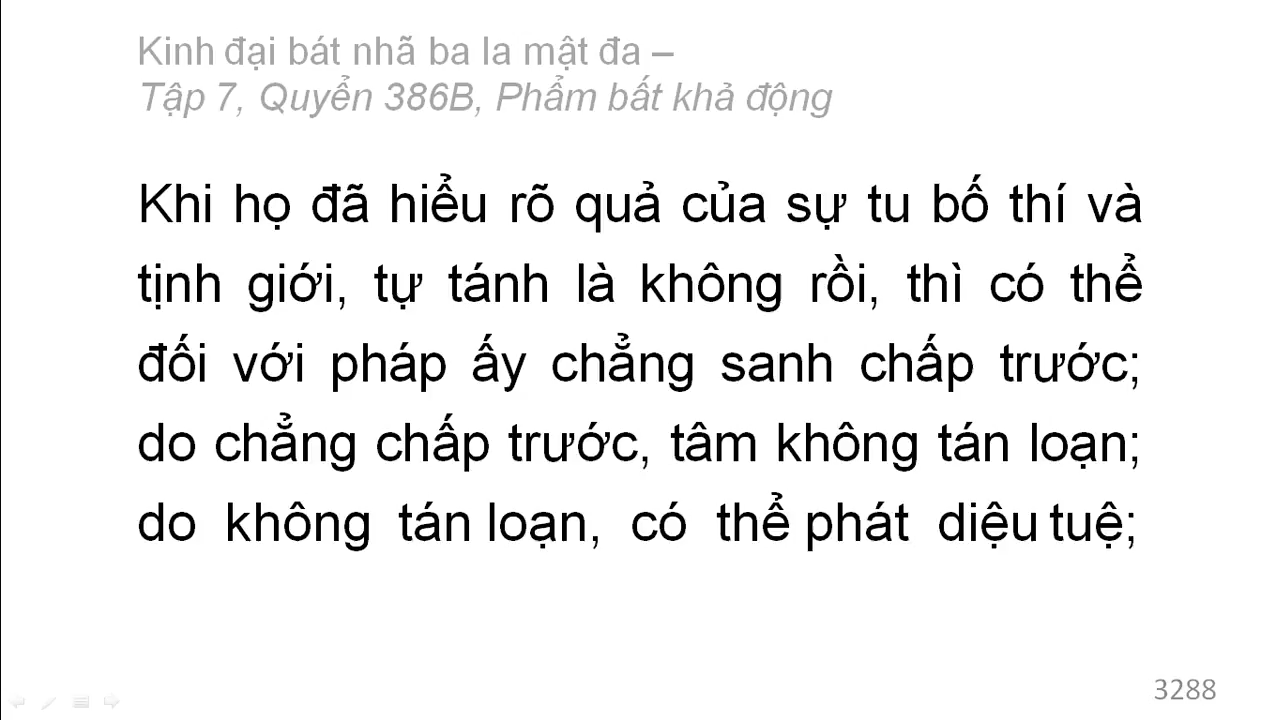 Kinh đại bát nhã ba la mật đa –
Tập 7, Quyển 386B, Phẩm bất khả động
Khi họ đã hiểu rõ quả của sự tu bố thí và
tịnh giới, tự tánh là không rồi, thì có thể
đối với pháp ấy chẳng sanh chấp trước;
do chẳng chấp trước, tâm không tán loạn;
do không tán loạn, có thể phát diệu tuệ;
3288